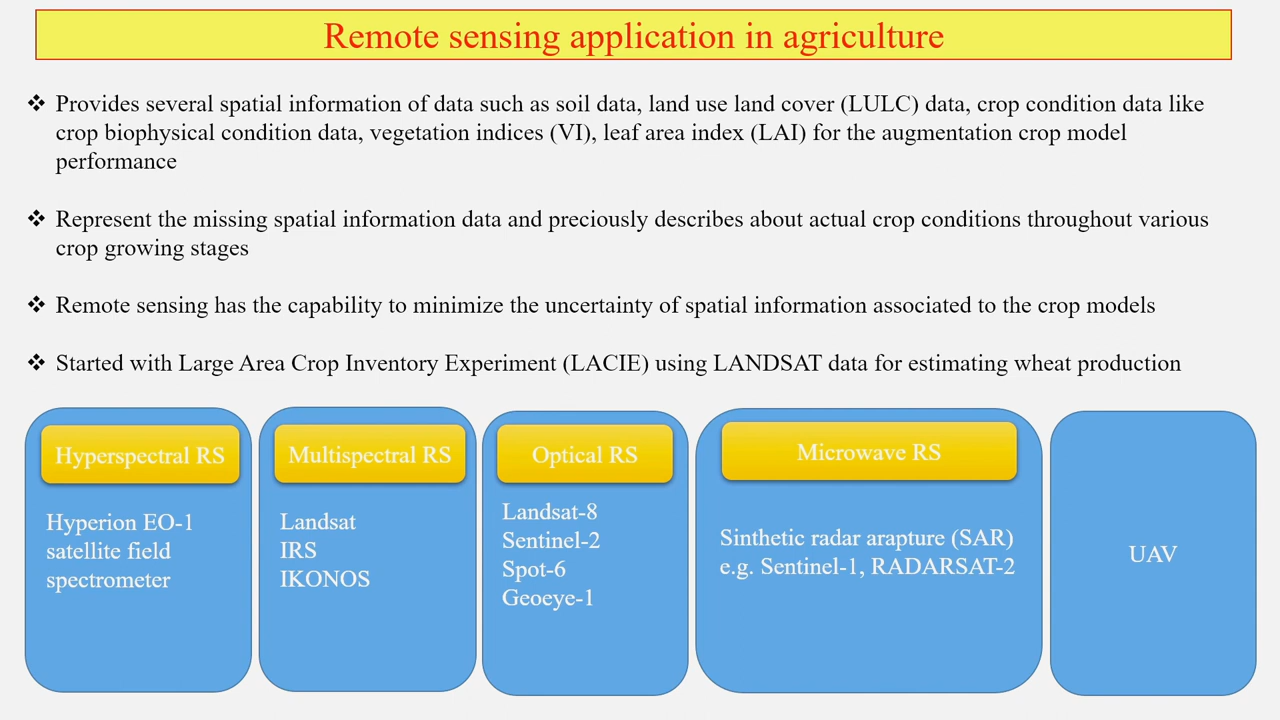 Remote sensing application in agriculture
❖ Provides several spatial information of data such as soil data, land use land cover (LULC) data, crop condition data like
crop biophysical condition data, vegetation indices (VI), leaf area index (LAI) for the augmentation crop model
performance
❖ Represent the missing spatial information data and preciously describes about actual crop conditions throughout various
crop growing stages
❖ Remote sensing has the capability to minimize the uncertainty of spatial information associated to the crop models
❖ Started with Large Area Crop Inventory Experiment (LACIE) using LANDSAT data for estimating wheat production
Hyperspectral RS
Hyperion EO-1
satellite field
spectrometer
Multispectral RS
Landsat
IRS
IKONOS
Optical RS
Landsat-8
Sentinel-2
Spot-6
Geoeye-1
Microwave RS
Sinthetic radar arapture (SAR)
e.g. Sentinel-1, RADARSAT-2
UAV